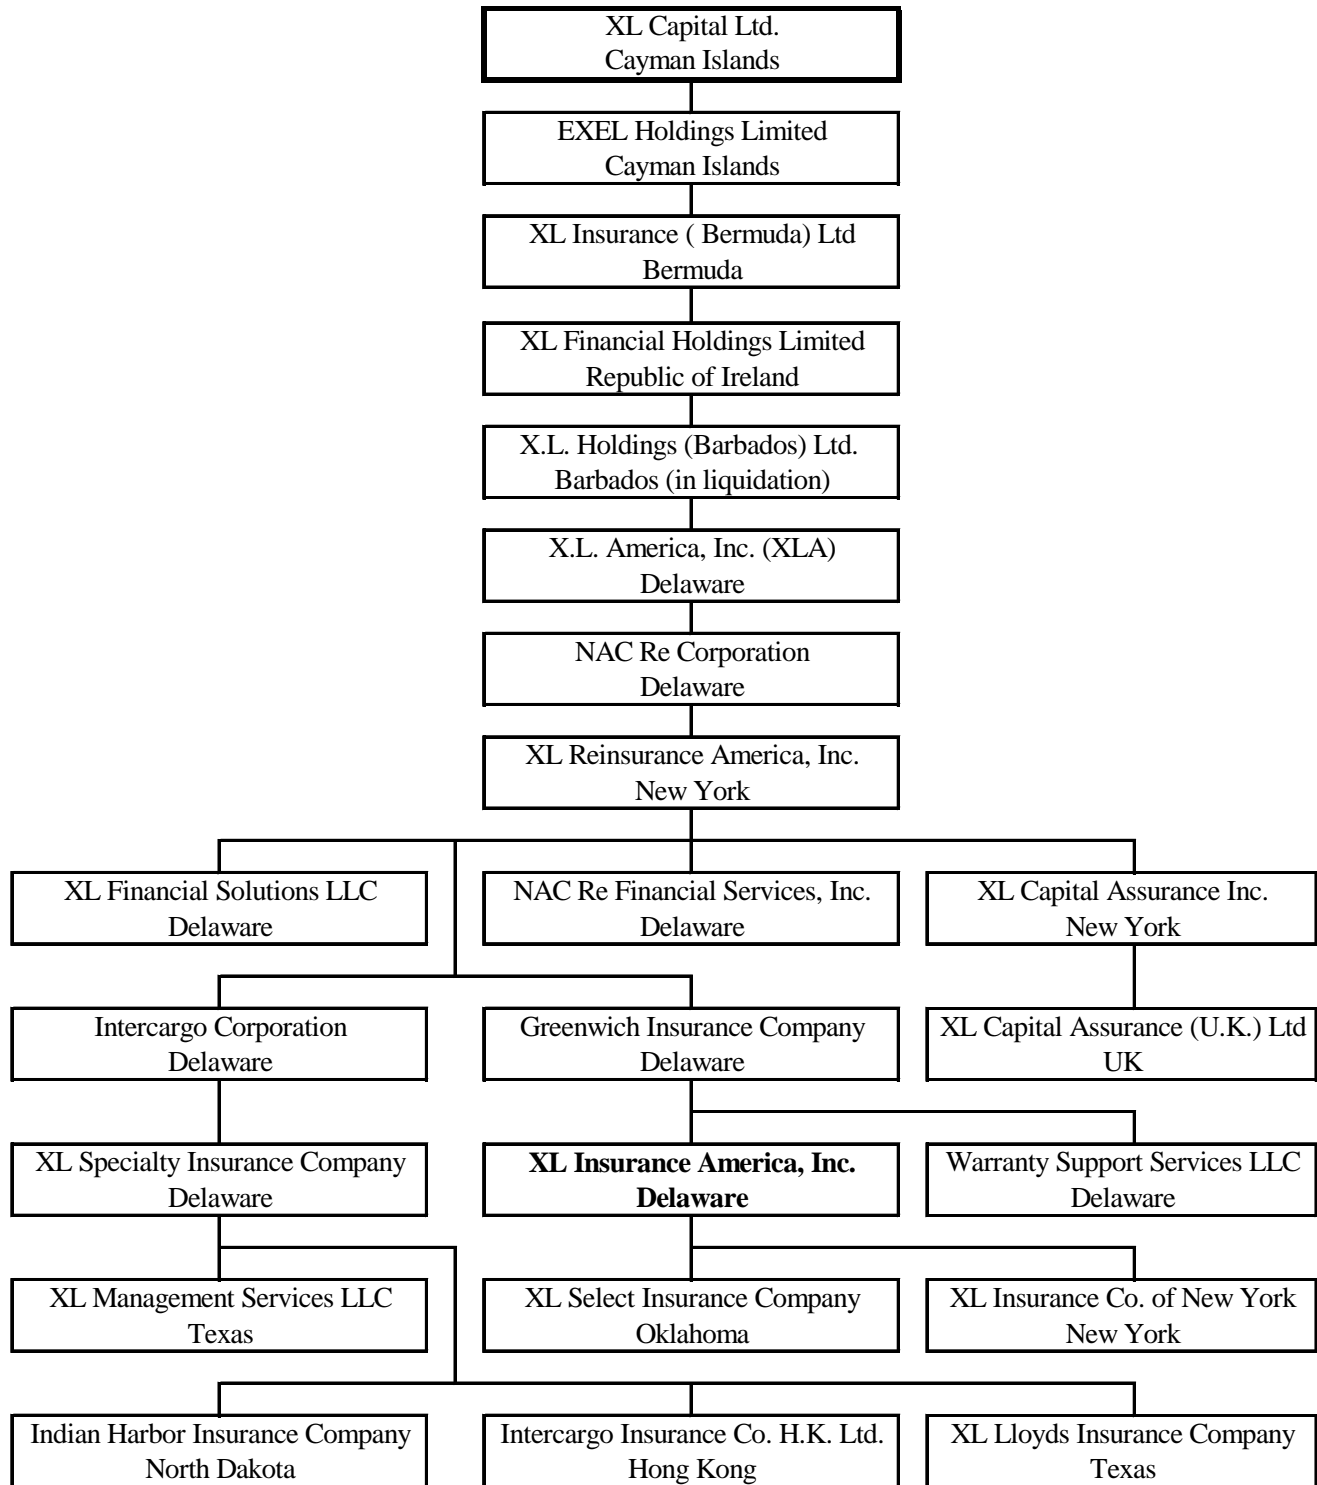 XL Capital Ltd.
Cayman Islands
EXEL Holdings Limited
Cayman Islands
XL Insurance ( Bermuda) Ltd
Bermuda
XL Financial Holdings Limited
Republic of Ireland
X.L. Holdings (Barbados) Ltd.
Barbados (in liquidation)
X.L. America, Inc. (XLA)
Delaware
NAC Re Corporation
Delaware
XL Reinsurance America, Inc.
New York
XL Financial Solutions LLC
Delaware
NAC Re Financial Services, Inc.
Delaware
XL Capital Assurance Inc.
New York
Intercargo Corporation
Delaware
Greenwich Insurance Company
Delaware
XL Capital Assurance (U.K.) Ltd
UK
XL Specialty Insurance Company
Delaware
XL Insurance America, Inc.
Delaware
Warranty Support Services LLC
Delaware
XL Management Services LLC
Texas
XL Select Insurance Company
Oklahoma
XL Insurance Co. of New York
New York
Indian Harbor Insurance Company
North Dakota
Intercargo Insurance Co. H.K. Ltd.
Hong Kong
XL Lloyds Insurance Company
Texas